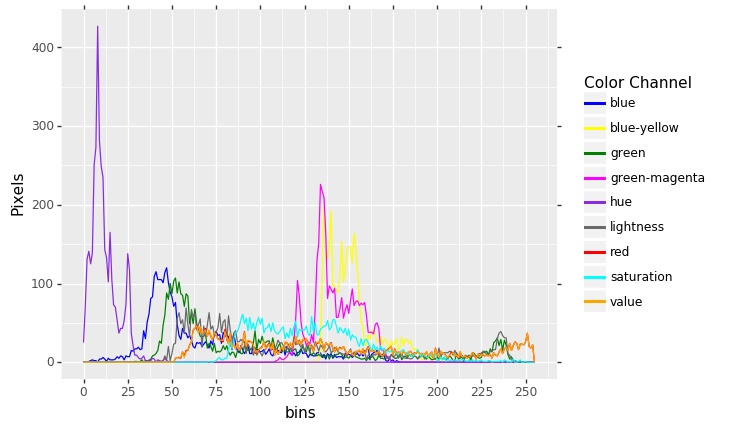 400
300
200
100
0
Pixels
0 25 50 75 100 125 150 175 200 225 250
bins
Color Channel
blue
blue-yellow
green
green-magenta
hue
lightness
red
saturation
value